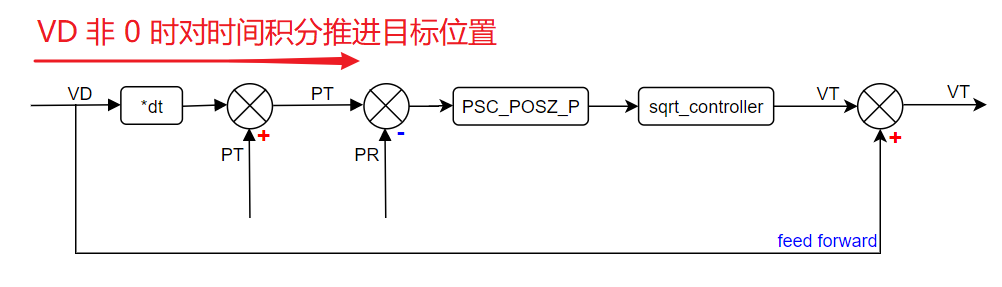 VD 非 0 时对时间积分推进目标位置
VD
*dt
PT
PSC_POSZ_P
sqrt_controller
VT
VT
+
-
+
PT
PR
feed forward